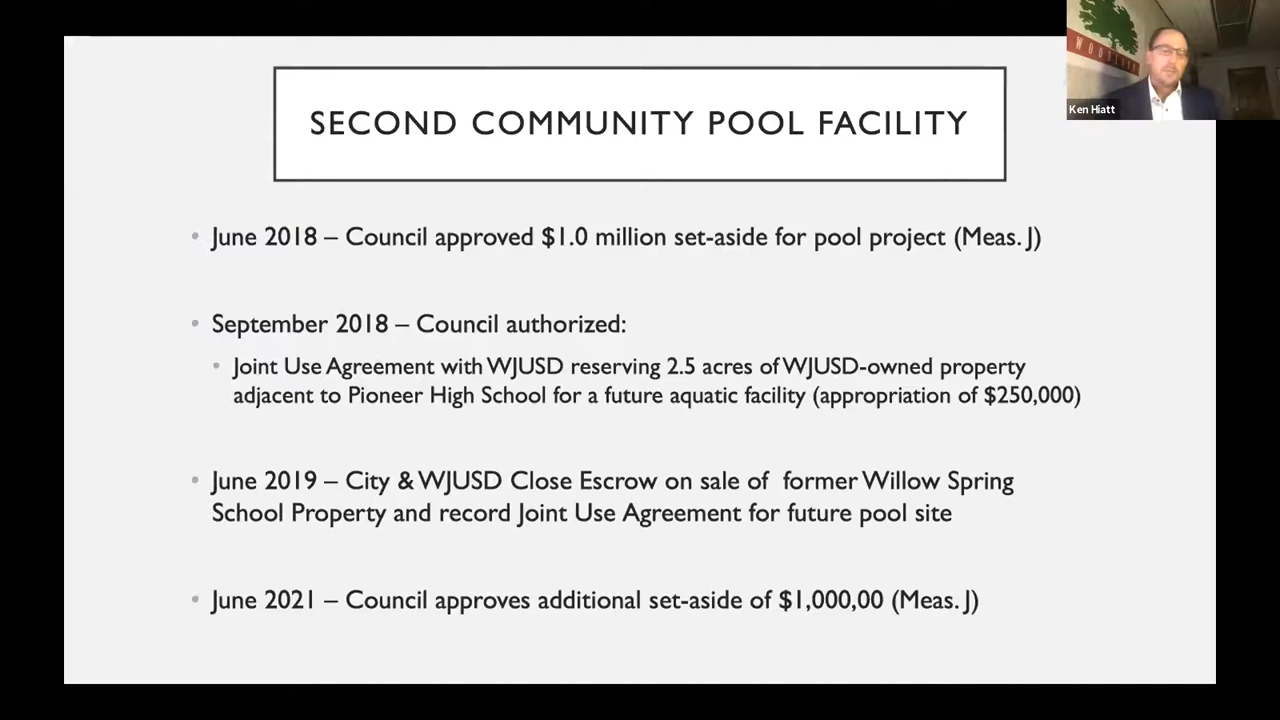 SECOND COMMUNITY POOL FACILITY
WOODLAND
Ken Hiatt
• June 2018 – Council approved $1.0 million set-aside for pool project (Meas. J)
• September 2018 – Council authorized:
• Joint Use Agreement with WJUSD reserving 2.5 acres of WJUSD-owned property
adjacent to Pioneer High School for a future aquatic facility (appropriation of $250,000)
• June 2019 – City & WJUSD Close Escrow on sale of former Willow Spring
School Property and record Joint Use Agreement for future pool site
• June 2021 – Council approves additional set-aside of $1,000,00 (Meas. J)